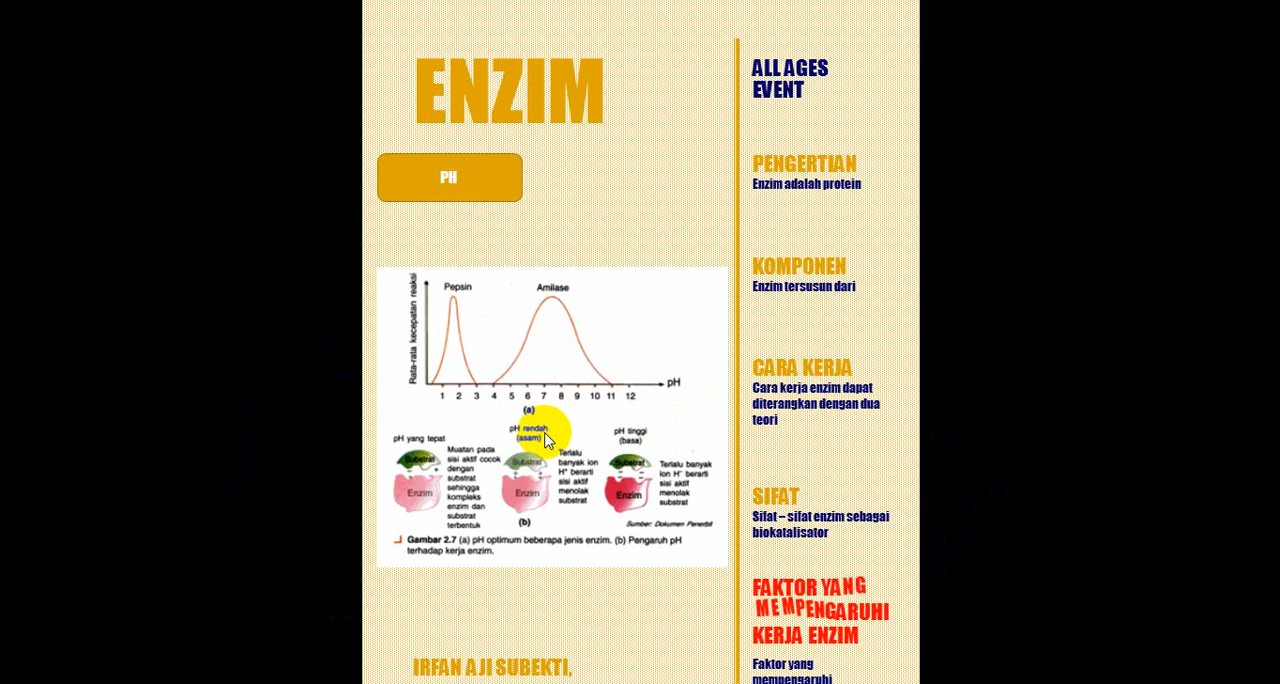 ENZIM
PH
Rata-rata kecepatan reaksi
Pepsin
Amilase
pH
1 2 3 4 5 6 7 8 9 10 11 12
(a)
pH yang tepat
Substrat
Enzim
Muatan pada
sisi aktif cocok
dengan
substrat
sehingga
kompleks
enzim dan
substrat
terbentuk
pH rendah
(asam)
Substrat
Enzim
Terlalu
banyak ion
H⁺ berarti
sisi aktif
menolak
substrat
pH tinggi
(basa)
Substrat
Enzim
Terlalu banyak
ion H⁻ berarti
sisi aktif
menolak
substrat
(b)
Sumber: Dokumen Penerbit
Gambar 2.7 (a) pH optimum beberapa jenis enzim. (b) Pengaruh pH
terhadap kerja enzim.
IRFAN AJI SUBEKTI,
ALL AGES
EVENT
PENGERTIAN
Enzim adalah protein
KOMPONEN
Enzim tersusun dari
CARA KERJA
Cara kerja enzim dapat
diterangkan dengan dua
teori
SIFAT
Sifat – sifat enzim sebagai
biokatalisator
FAKTOR YANG
MEMPENGARUHI
KERJA ENZIM
Faktor yang
mempengaruhi